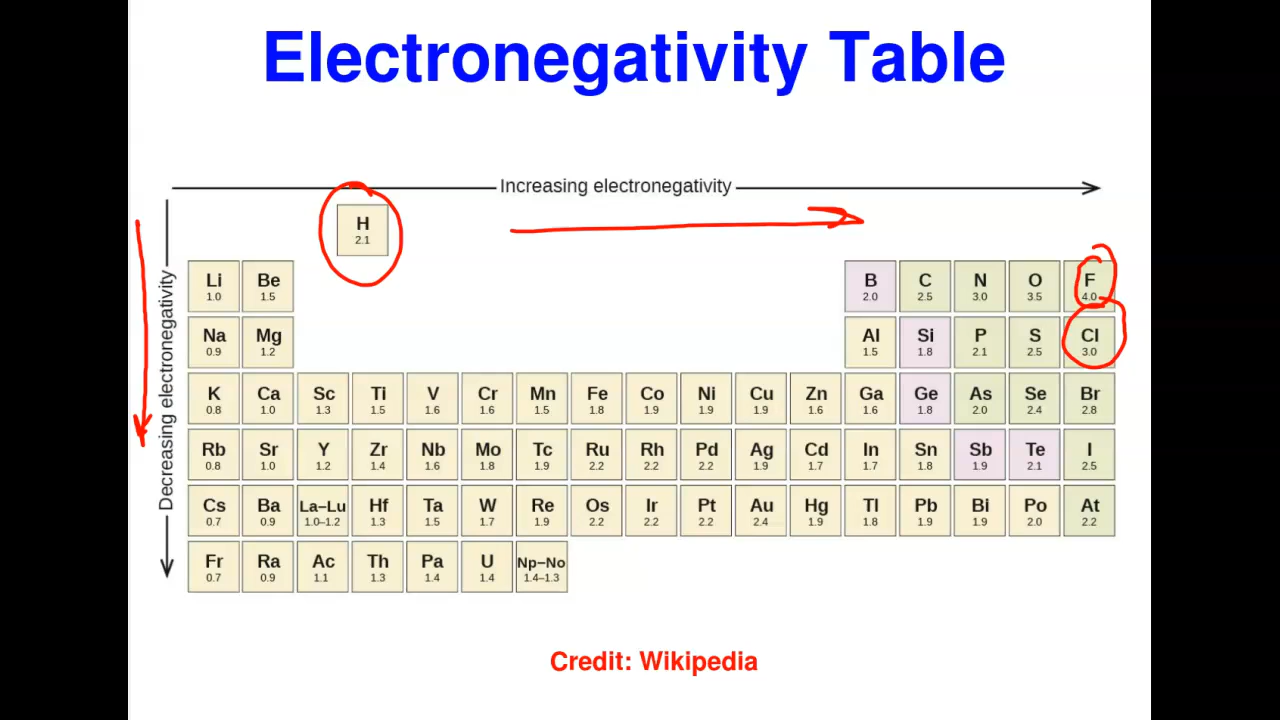 Electronegativity Table
Increasing electronegativity
Decreasing electronegativity
H
2.1
Li Be B C N O F
1.0 1.5 2.0 2.5 3.0 3.5 4.0
Na Mg Al Si P S Cl
0.9 1.2 1.5 1.8 2.1 2.5 3.0
K Ca Sc Ti V Cr Mn Fe Co Ni Cu Zn Ga Ge As Se Br
0.8 1.0 1.3 1.5 1.6 1.6 1.5 1.8 1.9 1.9 1.9 1.6 1.6 1.8 2.0 2.4 2.8
Rb Sr Y Zr Nb Mo Tc Ru Rh Pd Ag Cd In Sn Sb Te I
0.8 1.0 1.2 1.4 1.6 1.8 1.9 2.2 2.2 2.2 1.9 1.7 1.7 1.8 1.9 2.1 2.5
Cs Ba La–Lu Hf Ta W Re Os Ir Pt Au Hg Tl Pb Bi Po At
0.7 0.9 1.0–1.2 1.3 1.5 1.7 1.9 2.2 2.2 2.2 2.4 1.9 1.8 1.9 1.9 2.0 2.2
Fr Ra Ac Th Pa U Np–No
0.7 0.9 1.1 1.3 1.4 1.4 1.4–1.3
Credit: Wikipedia